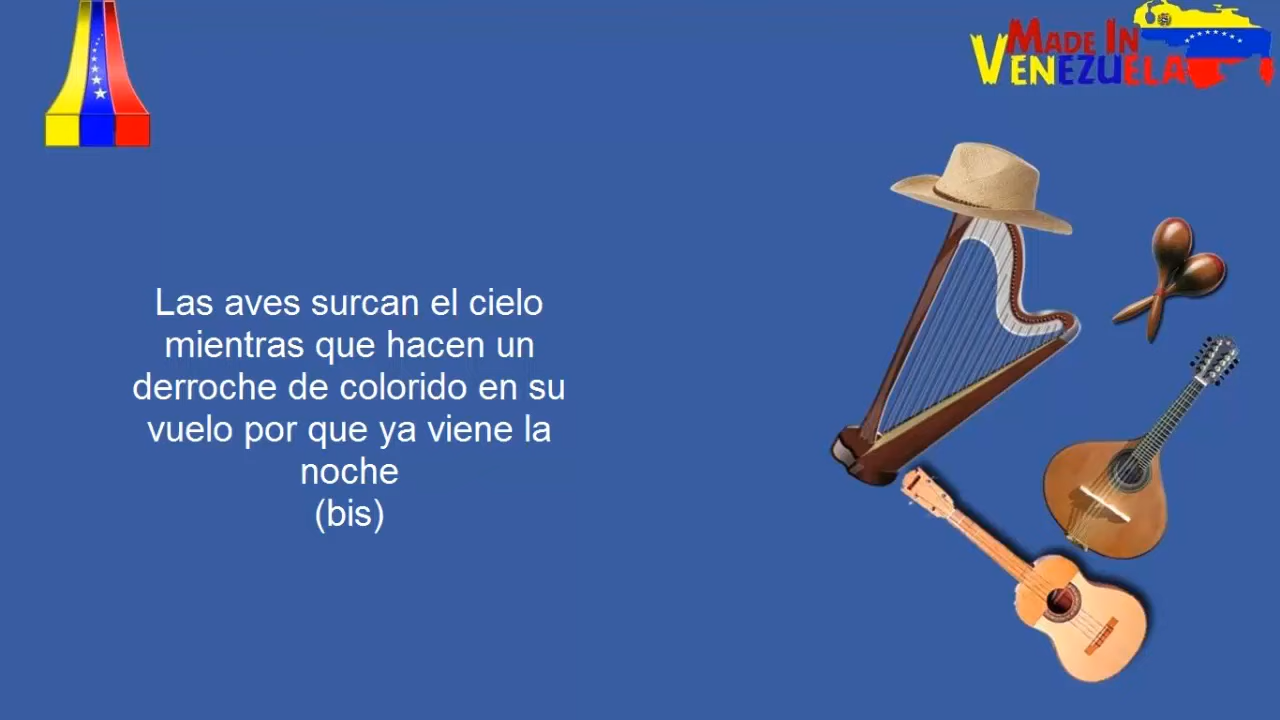 MADE IN
VENEZUELA
Las aves surcan el cielo
mientras que hacen un
derroche de colorido en su
vuelo por que ya viene la
noche
(bis)